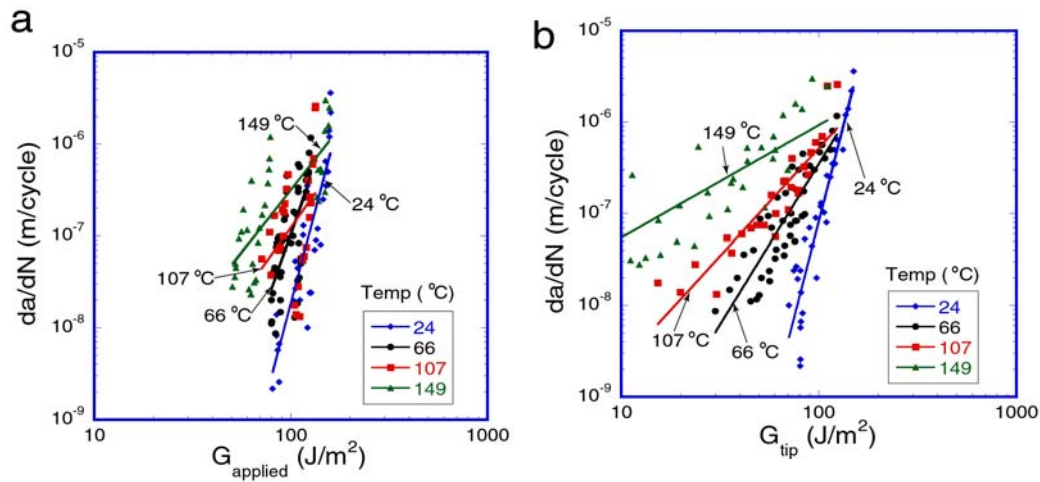 a
da/dN (m/cycle)
10⁻⁵
10⁻⁶
10⁻⁷
10⁻⁸
10⁻⁹
149 °C
24 °C
107 °C
66 °C
Temp ( °C)
24
66
107
149
10
100
1000
G_applied (J/m²)
b
da/dN (m/cycle)
10⁻⁵
10⁻⁶
10⁻⁷
10⁻⁸
10⁻⁹
149 °C
24 °C
107 °C
66 °C
Temp ( °C)
24
66
107
149
10
100
1000
G_tip (J/m²)